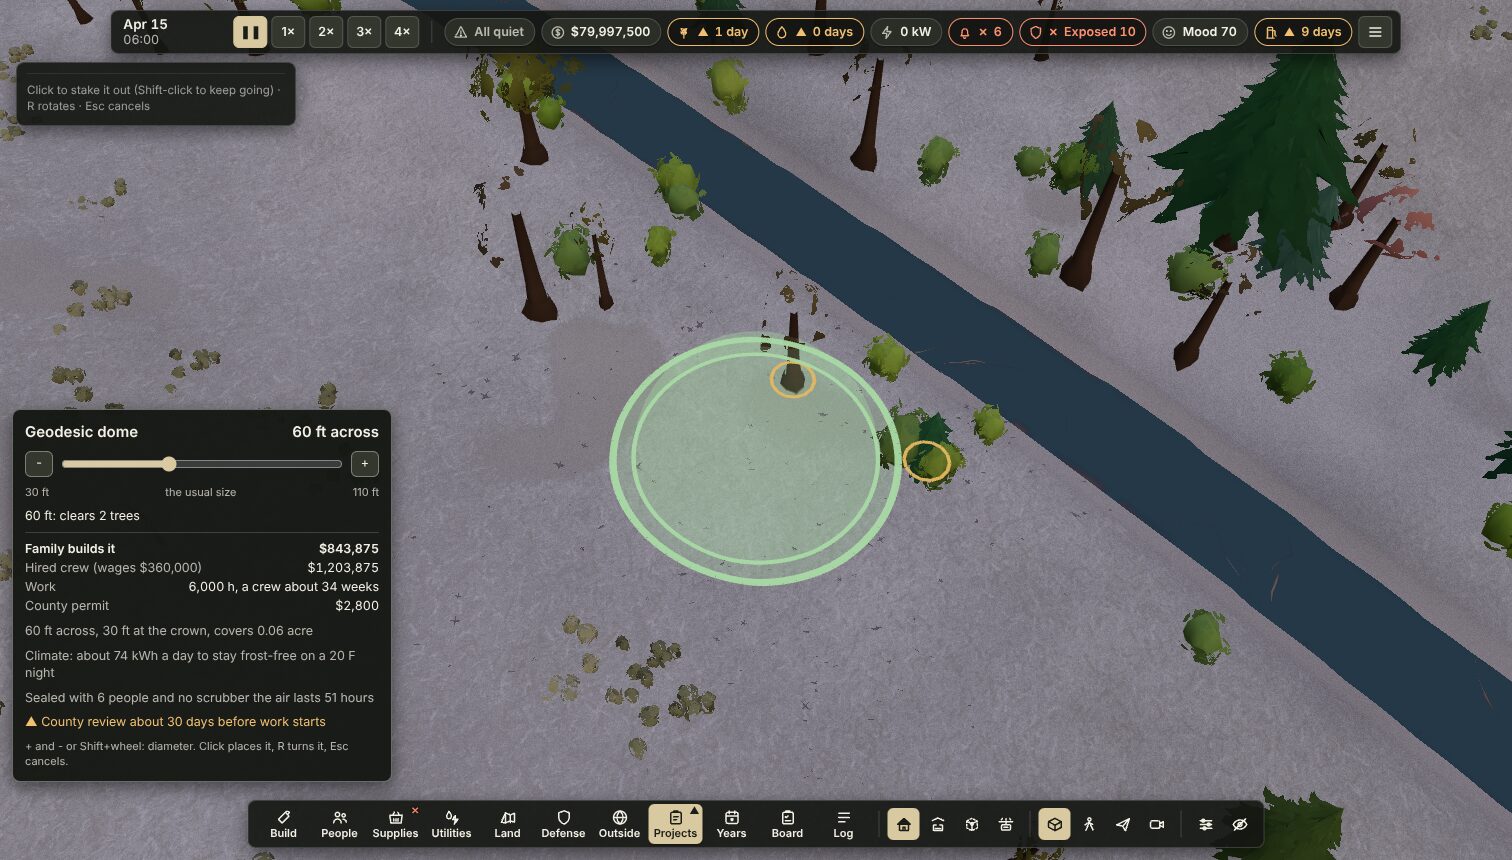 Apr 15
06:00
1×
2×
3×
4×
All quiet
$79,997,500
1 day
0 days
0 kW
× 6
× Exposed 10
Mood 70
9 days
Click to stake it out (Shift-click to keep going) ·
R rotates · Esc cancels
Geodesic dome
60 ft across
-
+
30 ft
the usual size
110 ft
60 ft: clears 2 trees
Family builds it
$843,875
Hired crew (wages $360,000)
$1,203,875
Work
6,000 h, a crew about 34 weeks
County permit
$2,800
60 ft across, 30 ft at the crown, covers 0.06 acre
Climate: about 74 kWh a day to stay frost-free on a 20 F
night
Sealed with 6 people and no scrubber the air lasts 51 hours
County review about 30 days before work starts
+ and - or Shift+wheel: diameter. Click places it, R turns it, Esc
cancels.
Build
People
Supplies
Utilities
Land
Defense
Outside
Projects
Years
Board
Log